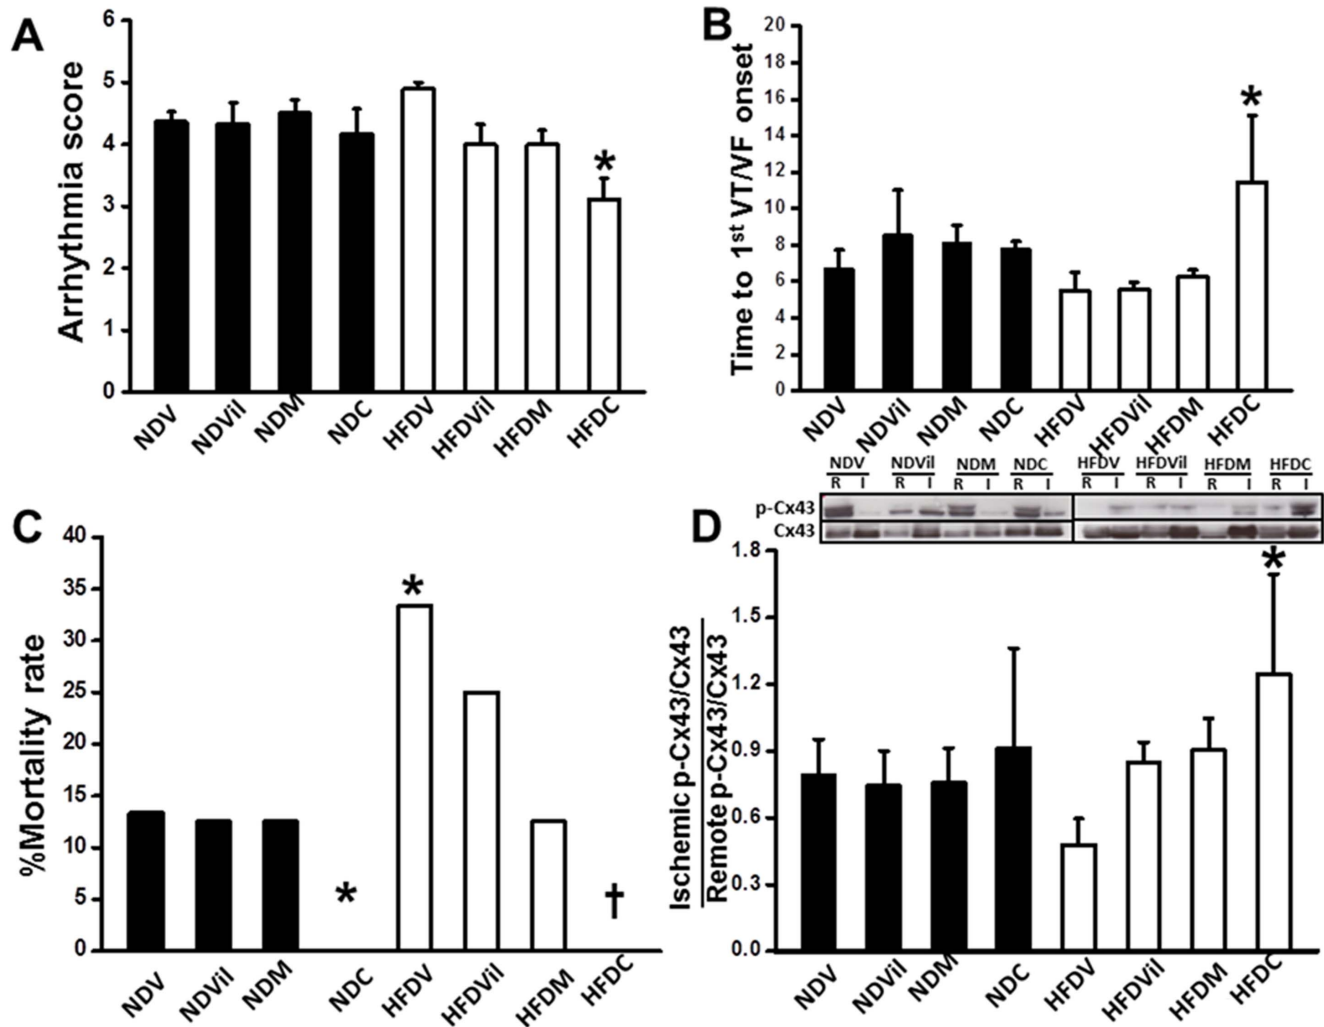 A
Arrhythmia score
6
5
4
3
2
1
0
*
NDV NDVil NDM NDC HFDV HFDVil HFDM HFDC
B
Time to 1st VT/VF onset
20
18
16
14
12
10
8
6
4
2
0
*
NDV NDVil NDM NDC HFDV HFDVil HFDM HFDC
C
%Mortality rate
40
35
30
25
20
15
10
5
0
* * †
NDV NDVil NDM NDC HFDV HFDVil HFDM HFDC
NDV NDVil NDM NDC HFDV HFDVil HFDM HFDC
R I R I R I R I R I R I R I R I
p-Cx43
Cx43
D
Ischemic p-Cx43/Cx43
Remote p-Cx43/Cx43
1.8
1.5
1.2
0.9
0.6
0.3
0.0
*
NDV NDVil NDM NDC HFDV HFDVil HFDM HFDC